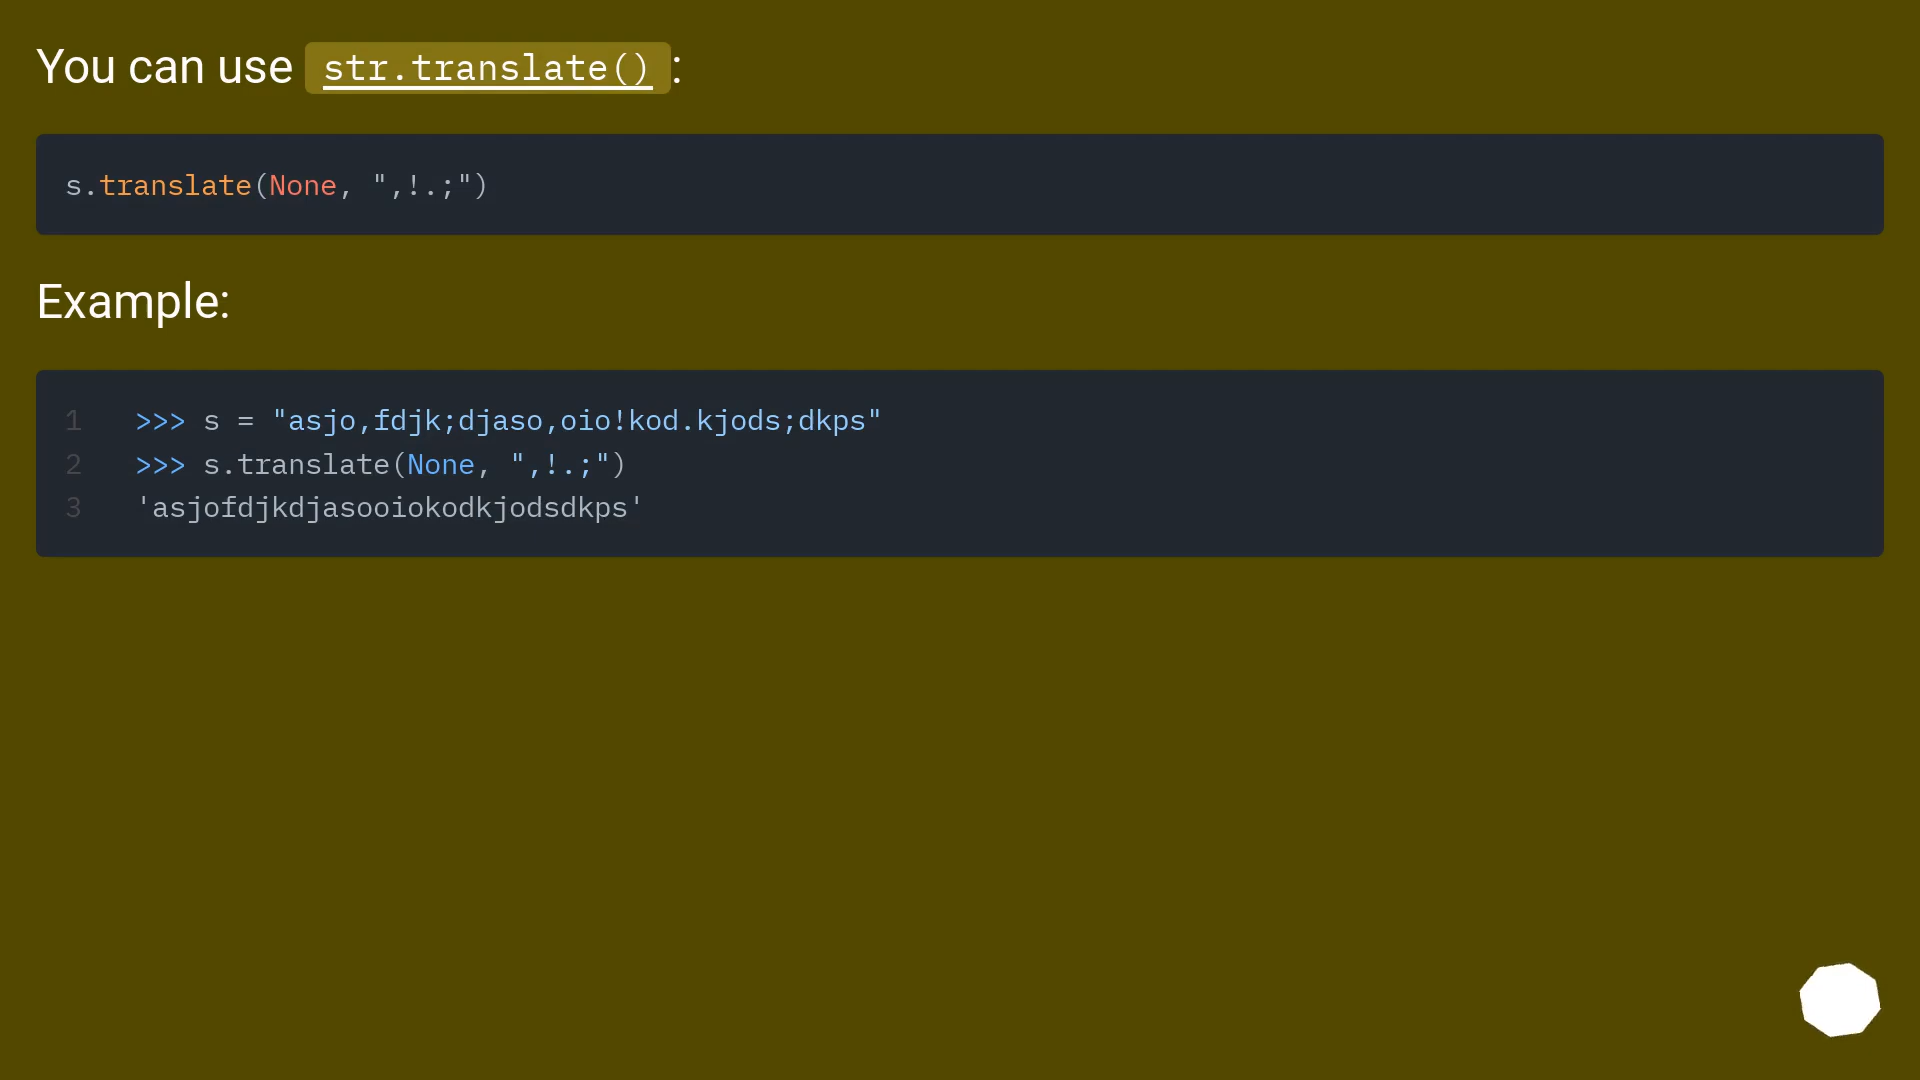 You can use str.translate():
s.translate(None, ",!.;")
Example:
1 >>> s = "asjo,fdjk;djaso,oio!kod.kjods;dkps"
2 >>> s.translate(None, ",!.;")
3 'asjofdjkdjasooiokodkjodsdkps'